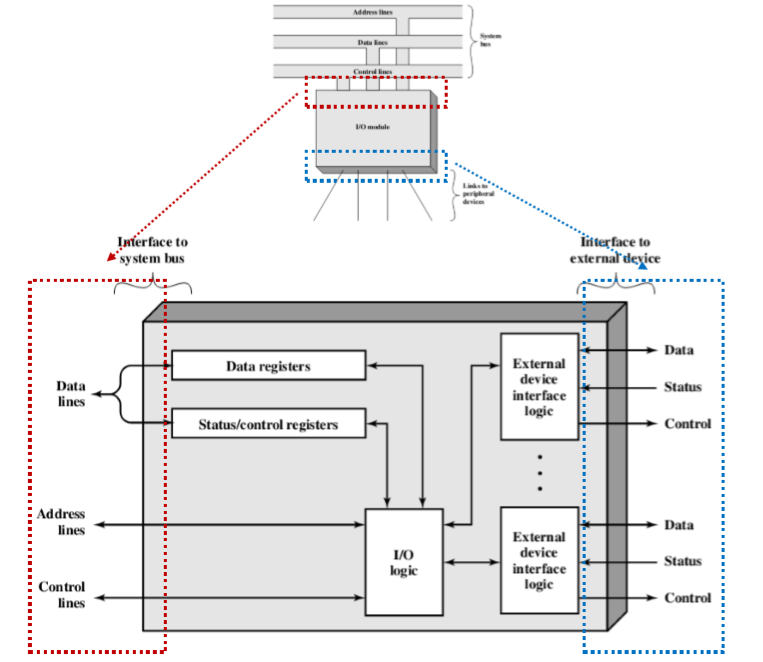 Address lines
Data lines
Control lines
System
bus
I/O module
Links to
peripheral
devices
Interface to
system bus
Interface to
external device
Data
lines
Address
lines
Control
lines
Data registers
Status/control registers
I/O
logic
External
device
interface
logic
External
device
interface
logic
Data
Status
Control
Data
Status
Control